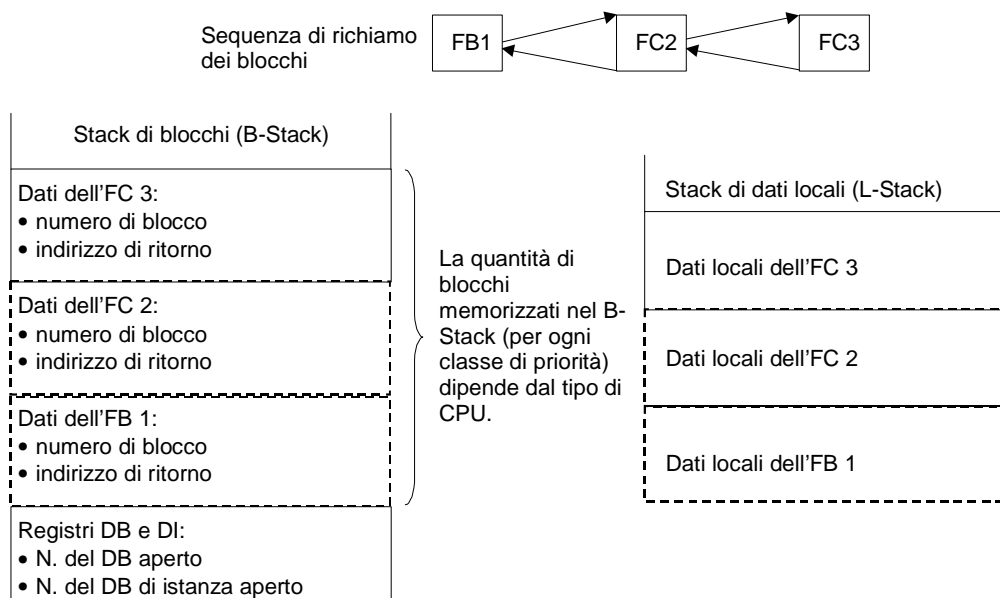 Sequenza di richiamo
dei blocchi
FB1
FC2
FC3
Stack di blocchi (B-Stack)
Dati dell'FC 3:
• numero di blocco
• indirizzo di ritorno
Dati dell'FC 2:
• numero di blocco
• indirizzo di ritorno
Dati dell'FB 1:
• numero di blocco
• indirizzo di ritorno
Registri DB e DI:
• N. del DB aperto
• N. del DB di istanza aperto
La quantità di
blocchi
memorizzati nel B-
Stack (per ogni
classe di priorità)
dipende dal tipo di
CPU.
Stack di dati locali (L-Stack)
Dati locali dell'FC 3
Dati locali dell'FC 2
Dati locali dell'FB 1